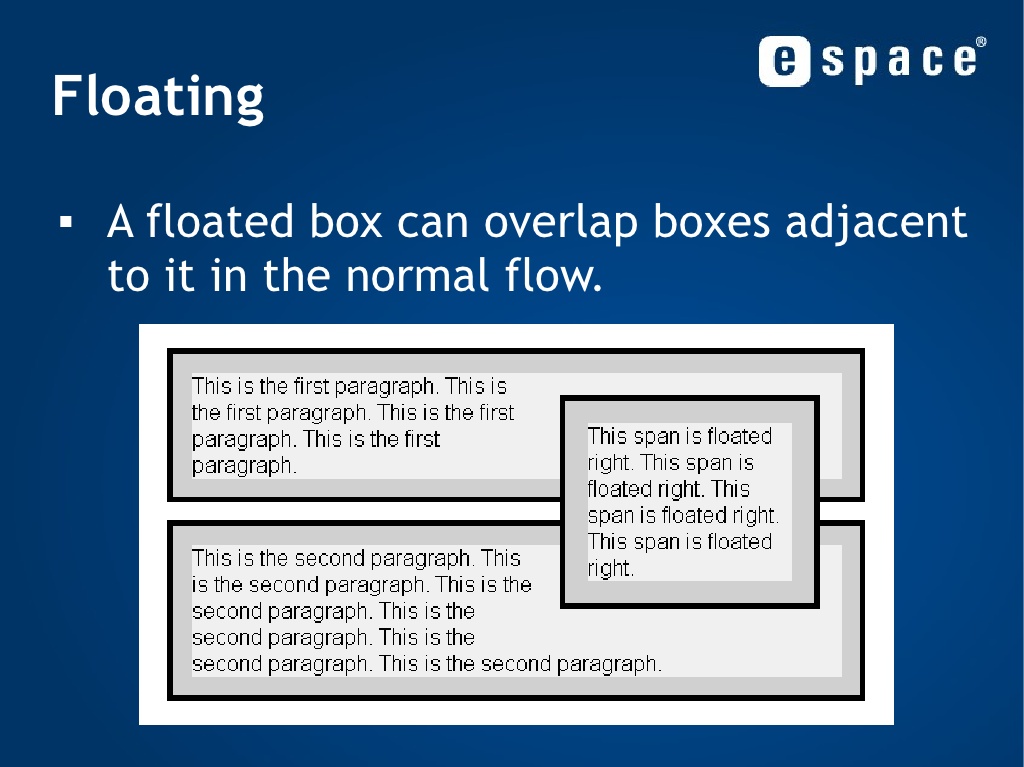 e space®
Floating
▪ A floated box can overlap boxes adjacent
to it in the normal flow.
This is the first paragraph. This is
the first paragraph. This is the first
paragraph. This is the first
paragraph.
This span is floated
right. This span is
floated right. This
span is floated right.
This span is floated
right.
This is the second paragraph. This
is the second paragraph. This is the
second paragraph. This is the
second paragraph. This is the
second paragraph. This is the second paragraph.